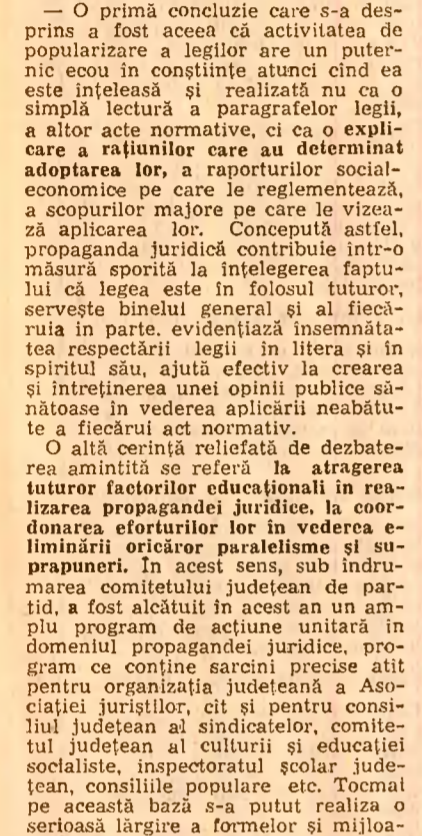 — O primă concluzie care s-a des-
prins a fost aceea că activitatea de
popularizare a legilor are un puter-
nic ecou în conștiințe atunci cînd ea
este înțeleasă și realizată nu ca o
simplă lectură a paragrafelor legii,
a altor acte normative, ci ca o expli-
care a rațiunilor care au determinat
adoptarea lor, a raporturilor social-
economice pe care le reglementează,
a scopurilor majore pe care le vizea-
ză aplicarea lor. Concepută astfel,
propaganda juridică contribuie într-o
măsură sporită la înțelegerea faptu-
lui că legea este în folosul tuturor,
servește binelui general și al fiecă-
ruia in parte. evidențiază însemnăta-
tea respectării legii în litera și în
spiritul său, ajută efectiv la crearea
și întreținerea unei opinii publice să-
nătoase în vederea aplicării neabătu-
te a fiecărui act normativ.
O altă cerință reliefată de dezbate-
rea amintită se referă la atragerea
tuturor factorilor educaționali in rea-
lizarea propagandei juridice, la coor-
donarea eforturilor lor în vederea e-
liminării oricăror paralelisme și su-
prapuneri. În acest sens, sub îndru-
marea comitetului județean de par-
tid, a fost alcătuit în acest an un am-
plu program de acțiune unitară in
domeniul propagandei juridice, pro-
gram ce conține sarcini precise atit
pentru organizația județeană a Aso-
ciației juriștilor, cit și pentru consi-
liul județean al sindicatelor, comite-
tul județean al culturii și educației
socialiste, inspectoratul școlar jude-
țean, consiliile populare etc. Tocmai
pe această bază s-a putut realiza o
serioasă lărgire a formelor și mijloa-